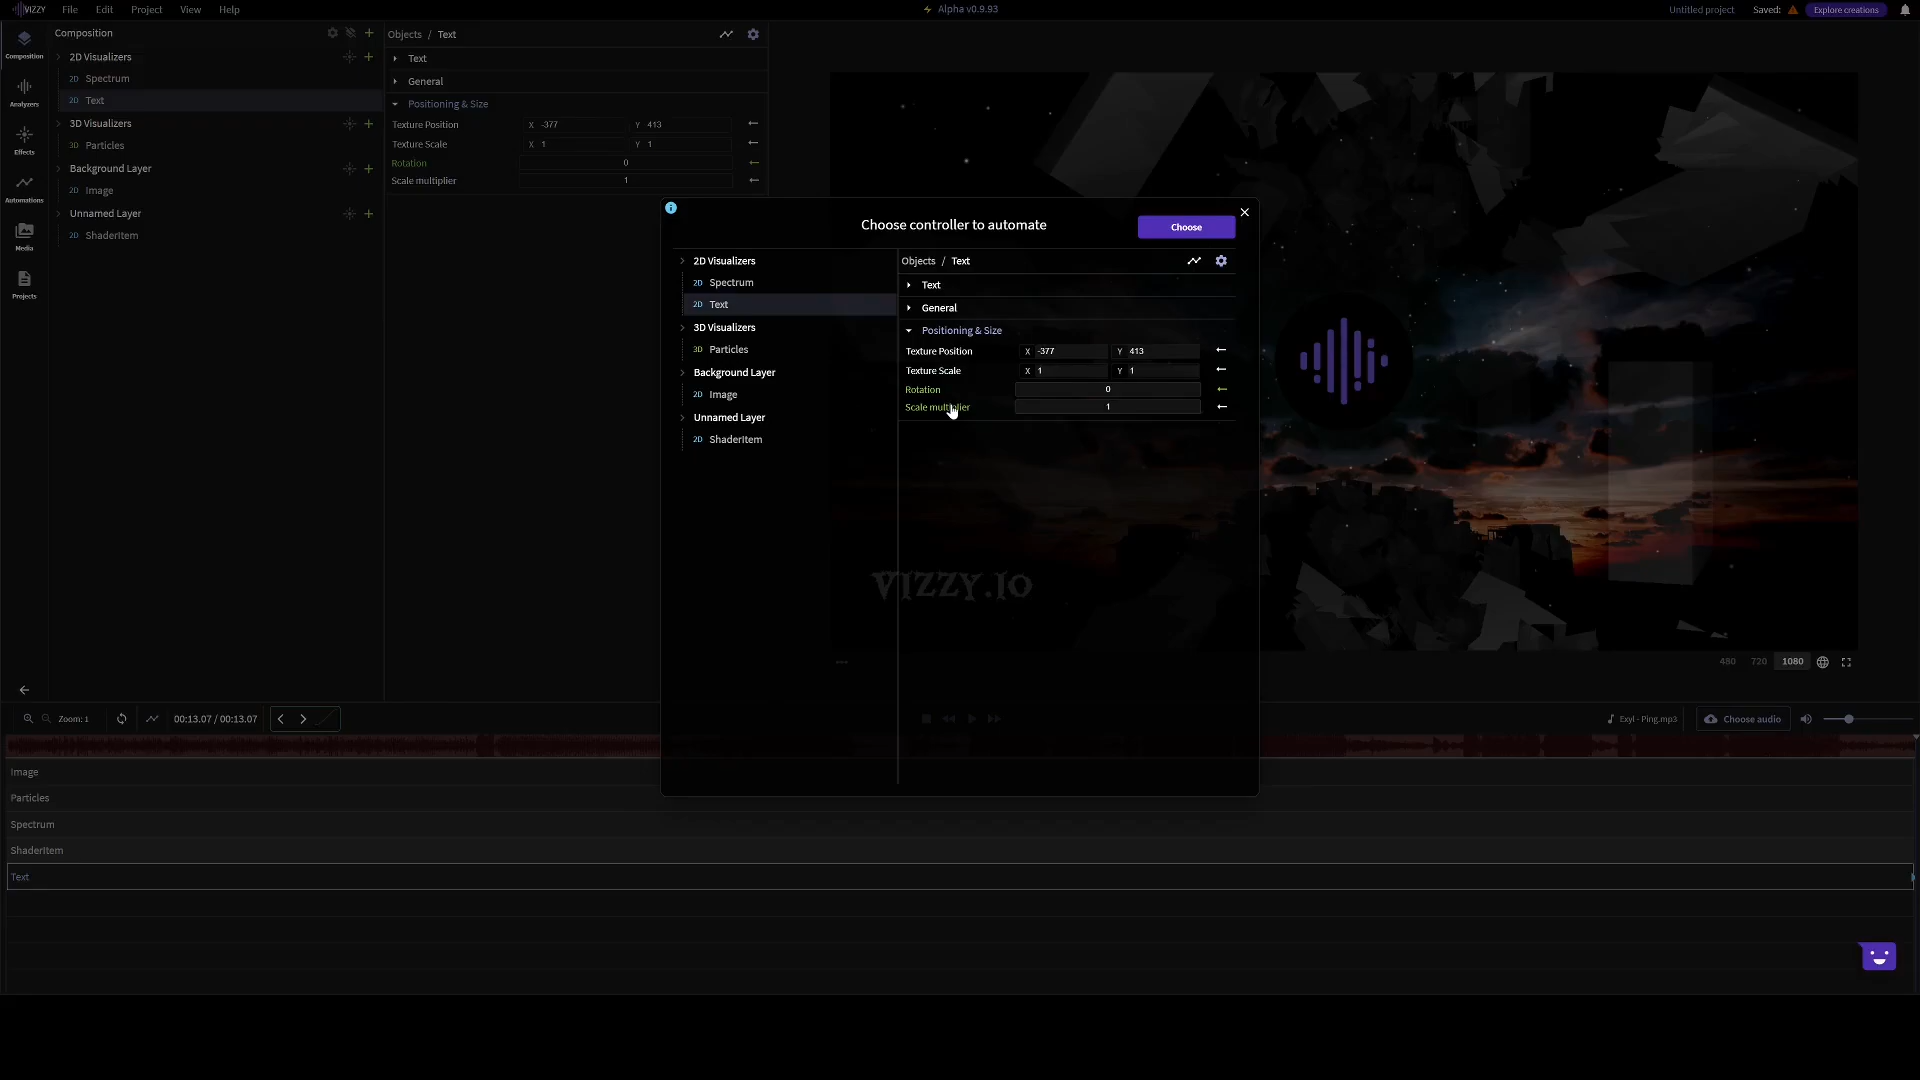 VIZZY
File
Edit
Project
View
Help
Alpha v0.9.93
Untitled project
Saved:
Explore creations
Composition
Analyzers
Effects
Automations
Media
Projects
Composition
2D Visualizers
2D Spectrum
2D Text
3D Visualizers
3D Particles
Background Layer
2D Image
Unnamed Layer
2D ShaderItem
Objects / Text
Text
General
Positioning & Size
Texture Position X -377 Y 413
Texture Scale X 1 Y 1
Rotation 0
Scale multiplier 1
Choose controller to automate
Choose
2D Visualizers
2D Spectrum
2D Text
3D Visualizers
3D Particles
Background Layer
2D Image
Unnamed Layer
2D ShaderItem
Objects / Text
Text
General
Positioning & Size
Texture Position X -377 Y 413
Texture Scale X 1 Y 1
Rotation 0
Scale multiplier 1
VIZZY.IO
480 720 1080
Zoom: 1
00:13.07 / 00:13.07
Exyl - Ping.mp3
Choose audio
Image
Particles
Spectrum
ShaderItem
Text